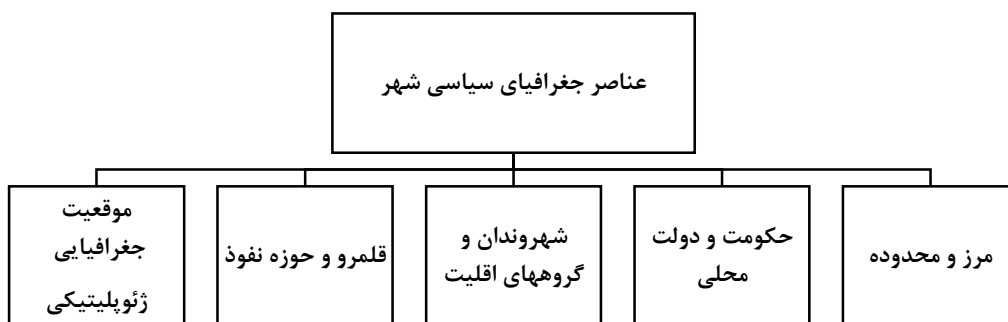 عناصر جغرافیای سیاسی شهر
مرز و محدوده
حکومت و دولت
محلی
شهروندان و
گروههای اقلیت
قلمرو و حوزه نفوذ
موقعیت
جغرافیایی
ژئوپلیتیکی